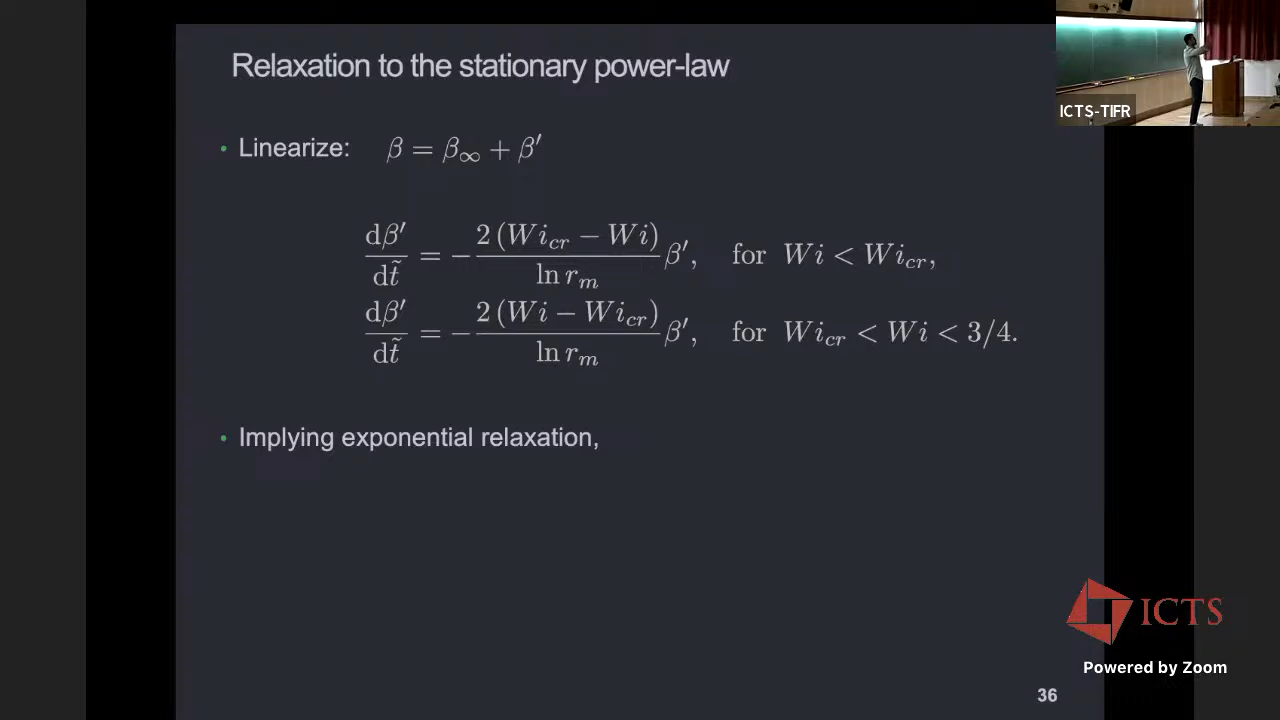 Relaxation to the stationary power-law
ICTS-TIFR
• Linearize: β = β∞ + β′
dβ′/dt̃ = − 2 (Wi_cr − Wi)/ln r_m β′, for Wi < Wi_cr,
dβ′/dt̃ = − 2 (Wi − Wi_cr)/ln r_m β′, for Wi_cr < Wi < 3/4.
• Implying exponential relaxation,
ICTS
Powered by Zoom
36